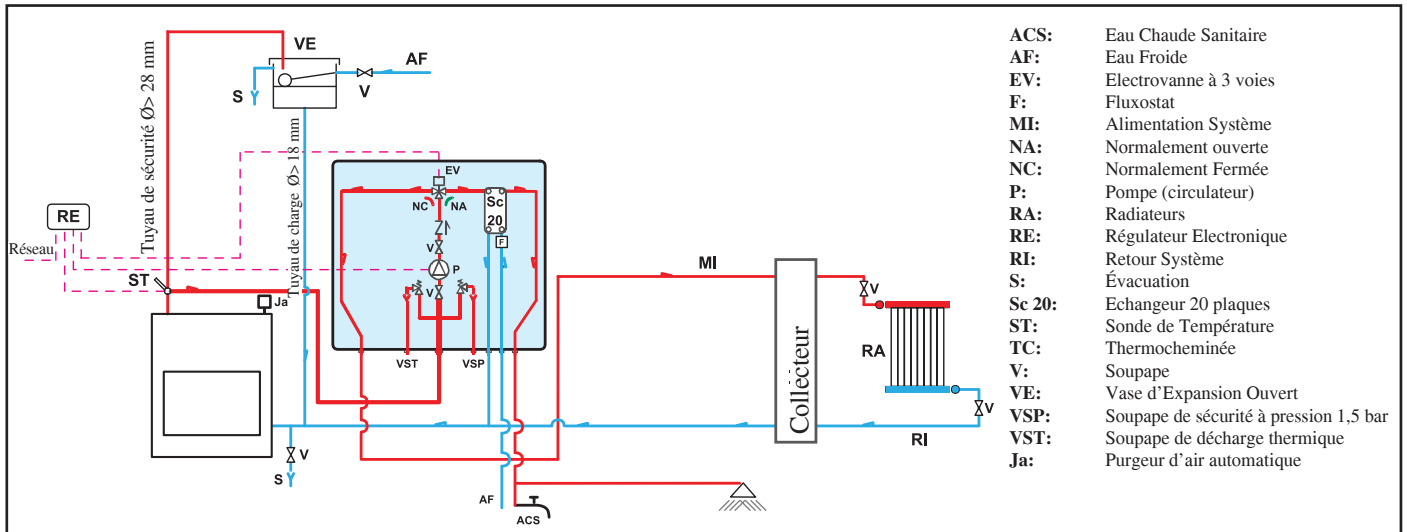 VE
AF
V
S
Tuyau de sécurité Ø> 28 mm
Tuyau de charge Ø> 18 mm
EV
NC
NA
Sc
20
F
V
P
V
RE
Réseau
ST
Ja
VST
VSP
MI
V
RA
V
RI
Collecteur
V
S
AF
ACS
ACS: Eau Chaude Sanitaire
AF: Eau Froide
EV: Electrovanne à 3 voies
F: Fluxostat
MI: Alimentation Système
NA: Normalement ouverte
NC: Normalement Fermée
P: Pompe (circulateur)
RA: Radiateurs
RE: Régulateur Electronique
RI: Retour Système
S: Évacuation
Sc 20: Echangeur 20 plaques
ST: Sonde de Température
TC: Thermocheminée
V: Soupape
VE: Vase d'Expansion Ouvert
VSP: Soupape de sécurité à pression 1,5 bar
VST: Soupape de décharge thermique
Ja: Purgeur d'air automatique